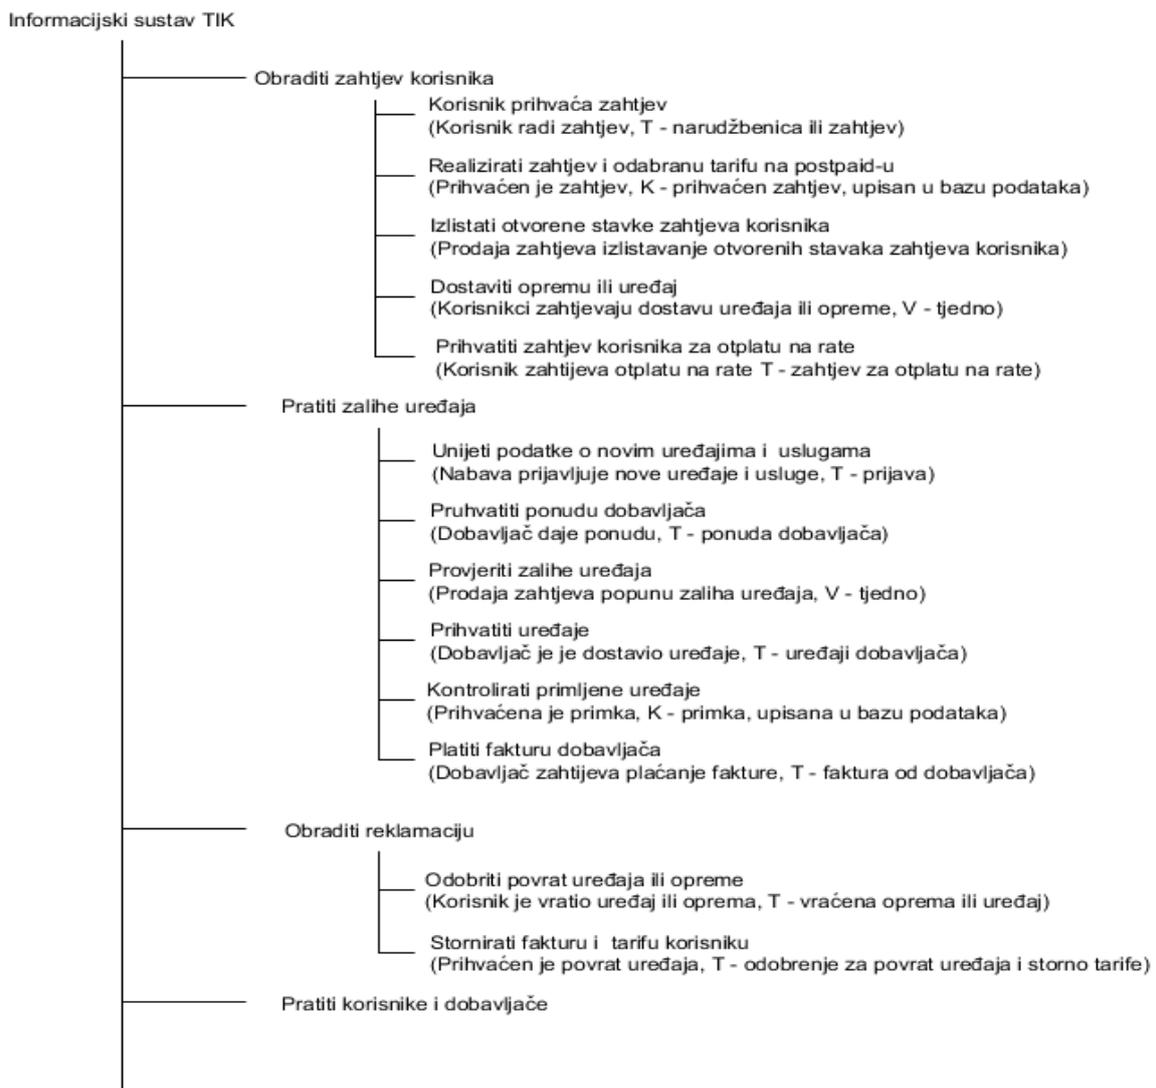 Informacijski sustav TIK
Obraditi zahtjev korisnika
Korisnik prihvaća zahtjev
(Korisnik radi zahtjev, T - narudžbenica ili zahtjev)
Realizirati zahtjev i odabranu tarifu na postpaid-u
(Prihvaćen je zahtjev, K - prihvaćen zahtjev, upisan u bazu podataka)
Izlistati otvorene stavke zahtjeva korisnika
(Prodaja zahtjeva izlistavanje otvorenih stavaka zahtjeva korisnika)
Dostaviti opremu ili uređaj
(Korisnikci zahtjevaju dostavu uređaja ili opreme, V - tjedno)
Prihvatiti zahtjev korisnika za otplatu na rate
(Korisnik zahtijeva otplatu na rate T - zahtjev za otplatu na rate)
Pratiti zalihe uređaja
Unijeti podatke o novim uređajima i uslugama
(Nabava prijavljuje nove uređaje i usluge, T - prijava)
Pruhvatiti ponudu dobavljača
(Dobavljač daje ponudu, T - ponuda dobavljača)
Provjeriti zalihe uređaja
(Prodaja zahtjeva popunu zaliha uređaja, V - tjedno)
Prihvatiti uređaje
(Dobavljač je je dostavio uređaje, T - uređaji dobavljača)
Kontrolirati primljene uređaje
(Prihvaćena je primka, K - primka, upisana u bazu podataka)
Platiti fakturu dobavljača
(Dobavljač zahtijeva plaćanje fakture, T - faktura od dobavljača)
Obraditi reklamaciju
Odobriti povrat uređaja ili opreme
(Korisnik je vratio uređaj ili oprema, T - vraćena oprema ili uređaj)
Stornirati fakturu i tarifu korisniku
(Prihvaćen je povrat uređaja, T - odobrenje za povrat uređaja i storno tarife)
Pratiti korisnike i dobavljače